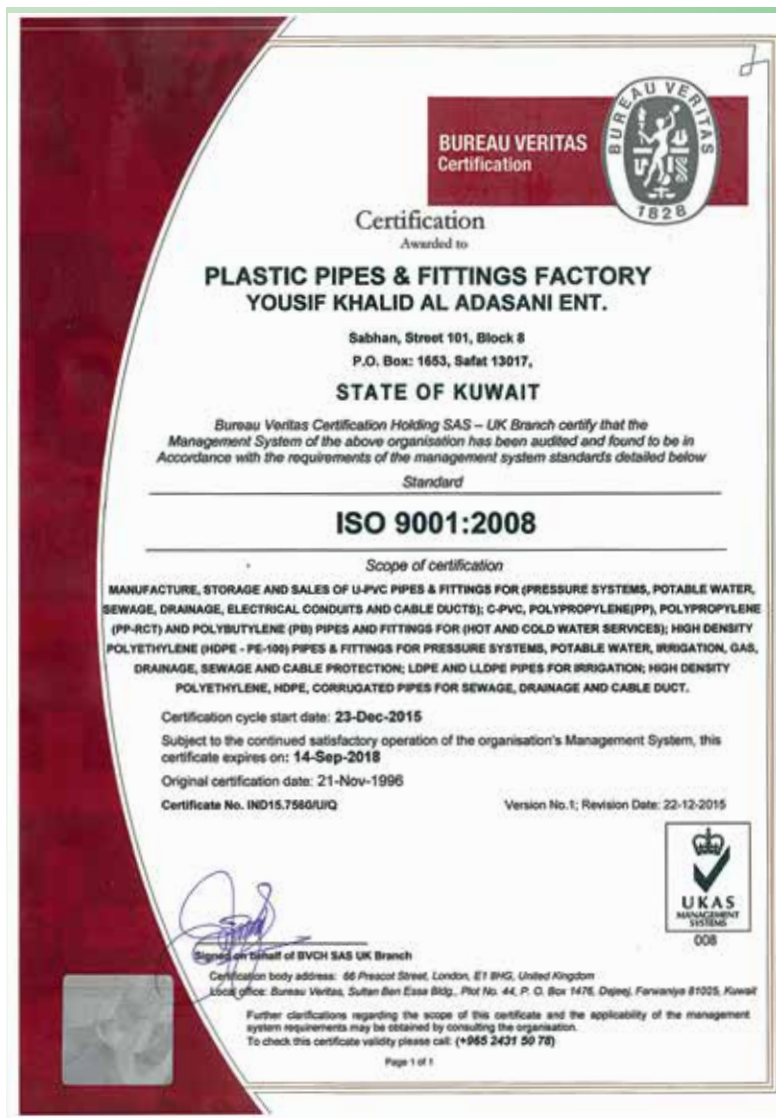 BUREAU VERITAS
Certification
BUREAU VERITAS
1828
Certification
Awarded to
PLASTIC PIPES & FITTINGS FACTORY
YOUSIF KHALID AL ADASANI ENT.
Sabhan, Street 101, Block 8
P.O. Box: 1653, Safat 13017,
STATE OF KUWAIT
Bureau Veritas Certification Holding SAS – UK Branch certify that the
Management System of the above organisation has been audited and found to be in
Accordance with the requirements of the management system standards detailed below
Standard
ISO 9001:2008
Scope of certification
MANUFACTURE, STORAGE AND SALES OF U-PVC PIPES & FITTINGS FOR (PRESSURE SYSTEMS, POTABLE WATER,
SEWAGE, DRAINAGE, ELECTRICAL CONDUITS AND CABLE DUCTS); C-PVC, POLYPROPYLENE(PP), POLYPROPYLENE
(PP-RCT) AND POLYBUTYLENE (PB) PIPES AND FITTINGS FOR (HOT AND COLD WATER SERVICES); HIGH DENSITY
POLYETHYLENE (HDPE - PE-100) PIPES & FITTINGS FOR PRESSURE SYSTEMS, POTABLE WATER, IRRIGATION, GAS,
DRAINAGE, SEWAGE AND CABLE PROTECTION; LDPE AND LLDPE PIPES FOR IRRIGATION; HIGH DENSITY
POLYETHYLENE, HDPE, CORRUGATED PIPES FOR SEWAGE, DRAINAGE AND CABLE DUCT.
Certification cycle start date: 23-Dec-2015
Subject to the continued satisfactory operation of the organisation's Management System, this
certificate expires on: 14-Sep-2018
Original certification date: 21-Nov-1996
Certificate No. IND15.7560/U/Q
Version No.1; Revision Date: 22-12-2015
UKAS
MANAGEMENT
SYSTEMS
008
Signed on behalf of BVCH SAS UK Branch
Certification body address: 66 Prescot Street, London, E1 8HG, United Kingdom
Local office: Bureau Veritas, Sultan Ben Essa Bldg., Plot No. 44, P. O. Box 1476, Dajeej, Farwaniya 81025, Kuwait
Further clarifications regarding the scope of this certificate and the applicability of the management
system requirements may be obtained by consulting the organisation.
To check this certificate validity please call: (+965 2431 50 78)
Page 1 of 1